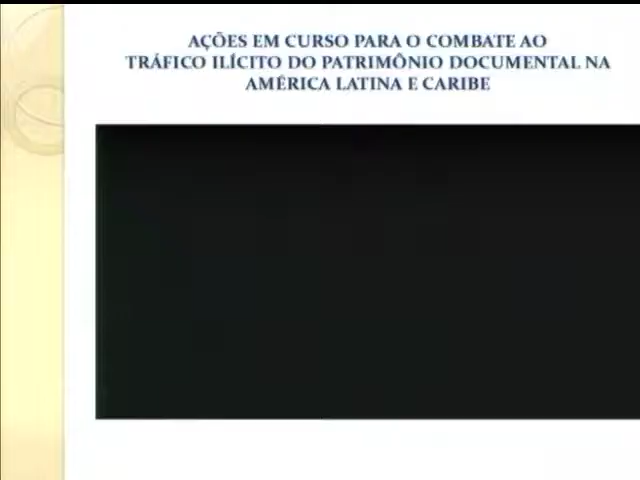 AÇÕES EM CURSO PARA O COMBATE AO
TRÁFICO ILÍCITO DO PATRIMÔNIO DOCUMENTAL NA
AMÉRICA LATINA E CARIBE